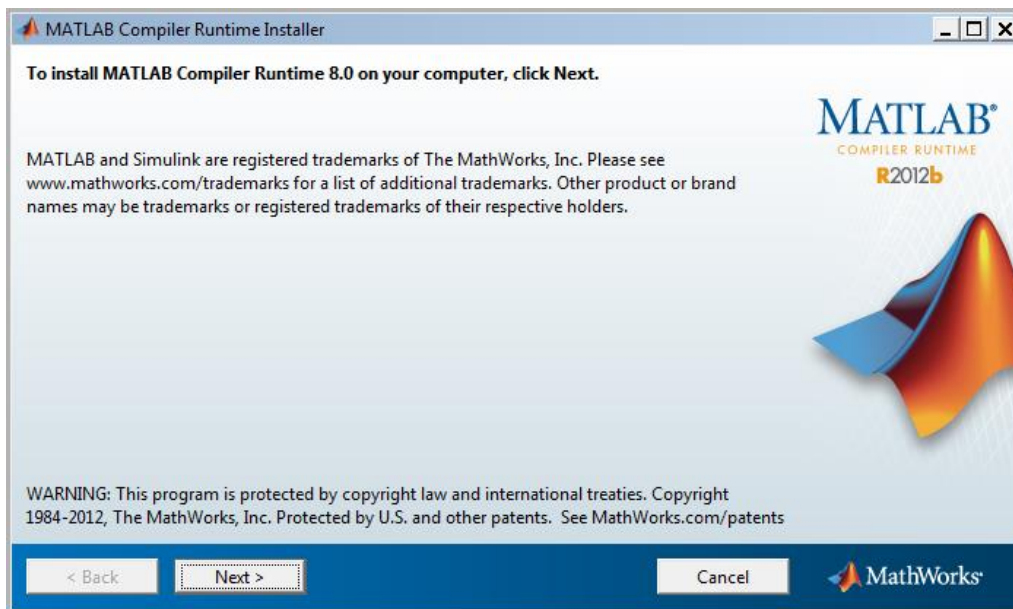 MATLAB Compiler Runtime Installer
To install MATLAB Compiler Runtime 8.0 on your computer, click Next.
MATLAB®
COMPILER RUNTIME
R2012b
MATLAB and Simulink are registered trademarks of The MathWorks, Inc. Please see
www.mathworks.com/trademarks for a list of additional trademarks. Other product or brand
names may be trademarks or registered trademarks of their respective holders.
WARNING: This program is protected by copyright law and international treaties. Copyright
1984-2012, The MathWorks, Inc. Protected by U.S. and other patents.  See MathWorks.com/patents
< Back
Next >
Cancel
MathWorks®